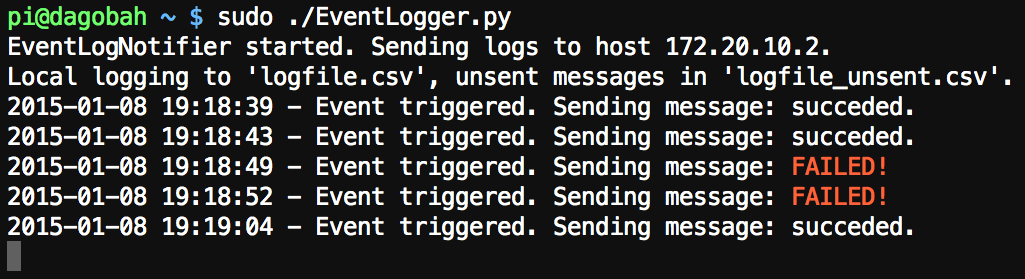 pi@dagobah ~ $ sudo ./EventLogger.py
EventLogNotifier started. Sending logs to host 172.20.10.2.
Local logging to 'logfile.csv', unsent messages in 'logfile_unsent.csv'.
2015-01-08 19:18:39 - Event triggered. Sending message: succeded.
2015-01-08 19:18:43 - Event triggered. Sending message: succeded.
2015-01-08 19:18:49 - Event triggered. Sending message: FAILED!
2015-01-08 19:18:52 - Event triggered. Sending message: FAILED!
2015-01-08 19:19:04 - Event triggered. Sending message: succeded.